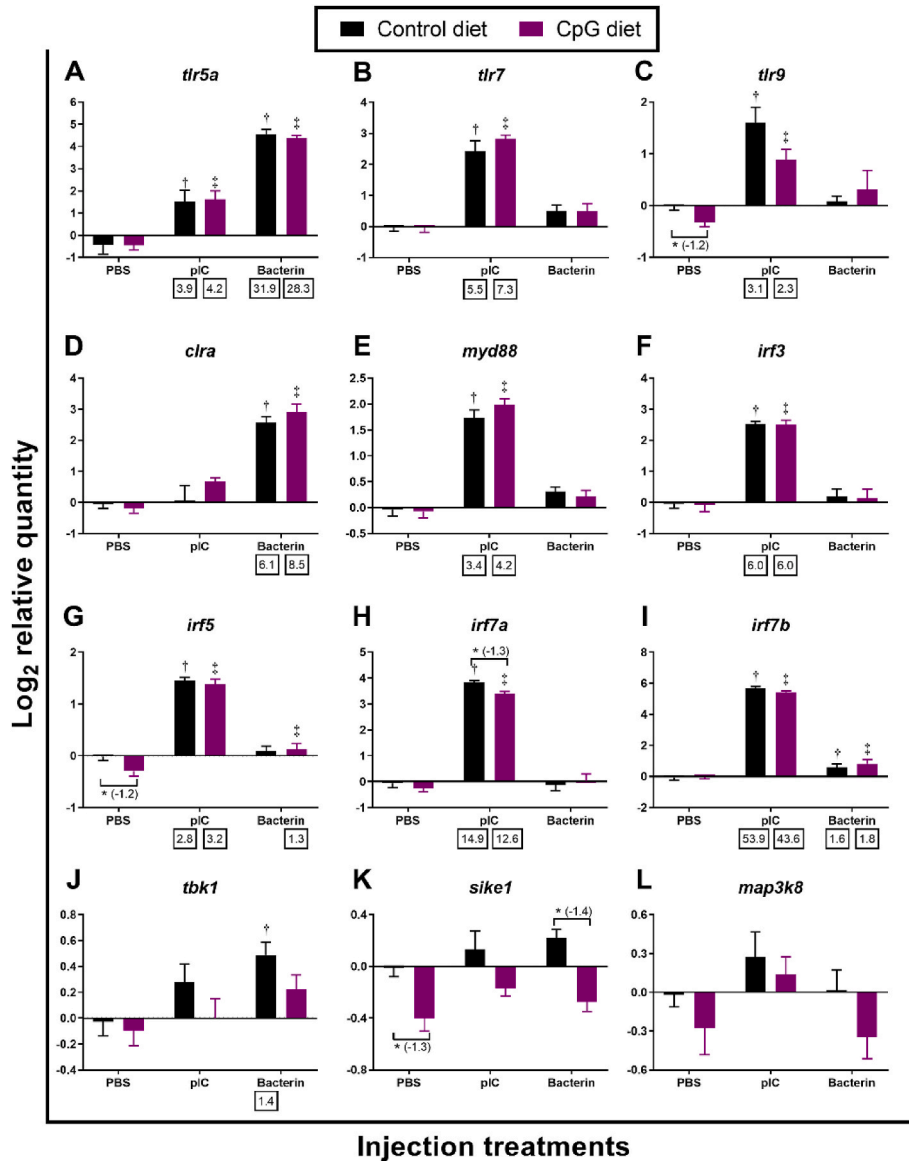 Control diet CpG diet
A tlr5a
6
5
4
3
2
1
0
-1
† ‡ † ‡
PBS pIC Bacterin
3.9 4.2 31.9 28.3
B tlr7
4
3
2
1
0
-1
† ‡
PBS pIC Bacterin
5.5 7.3
C tlr9
2
1
0
-1
† ‡
* (-1.2)
PBS pIC Bacterin
3.1 2.3
D clra
4
3
2
1
0
-1
† ‡
PBS pIC Bacterin
6.1 8.5
E myd88
2.5
2.0
1.5
1.0
0.5
0.0
-0.5
† ‡
PBS pIC Bacterin
3.4 4.2
F irf3
4
3
2
1
0
-1
† ‡
PBS pIC Bacterin
6.0 6.0
G irf5
2
1
0
-1
† ‡ ‡
* (-1.2)
PBS pIC Bacterin
2.8 3.2 1.3
H irf7a
5
4
3
2
1
0
-1
* (-1.3)
† ‡
PBS pIC Bacterin
14.9 12.6
I irf7b
8
6
4
2
0
-2
† ‡ † ‡
PBS pIC Bacterin
53.9 43.6 1.6 1.8
J tbk1
0.8
0.6
0.4
0.2
0.0
-0.2
-0.4
†
PBS pIC Bacterin
1.4
K sike1
0.4
0.0
-0.4
-0.8
* (-1.4)
* (-1.3)
PBS pIC Bacterin
L map3k8
0.6
0.3
0.0
-0.3
-0.6
PBS pIC Bacterin
Log2 relative quantity
Injection treatments